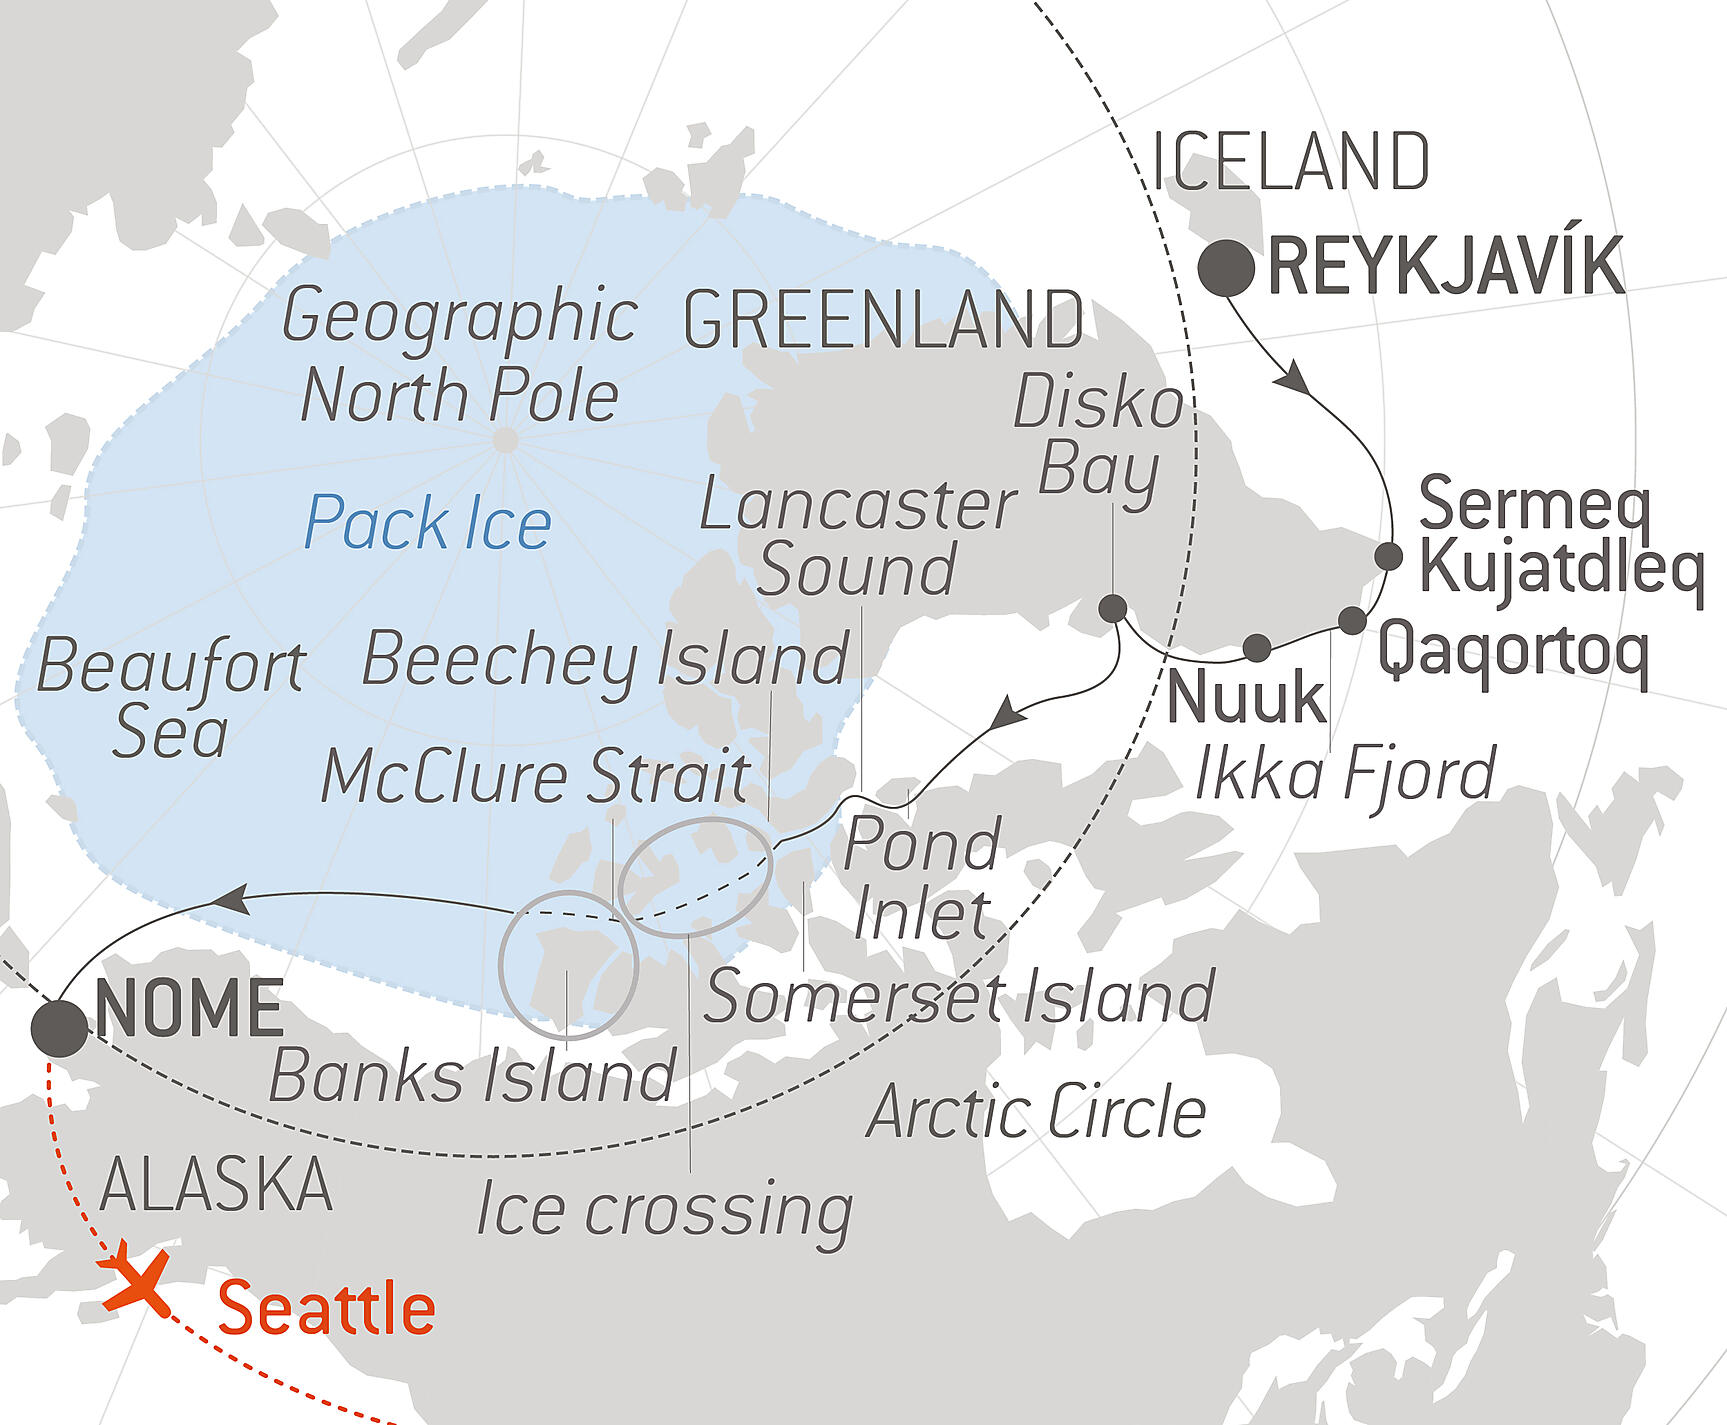 ICELAND
REYKJAVÍK
Geographic
North Pole
GREENLAND
Disko
Bay
Lancaster
Sound
Pack Ice
Sermeq
Kujatdleq
Qaqortoq
Nuuk
Ikka Fjord
Beaufort
Sea
Beechey Island
McClure Strait
Pond
Inlet
Somerset Island
NOME
Banks Island
Arctic Circle
ALASKA
Ice crossing
Seattle